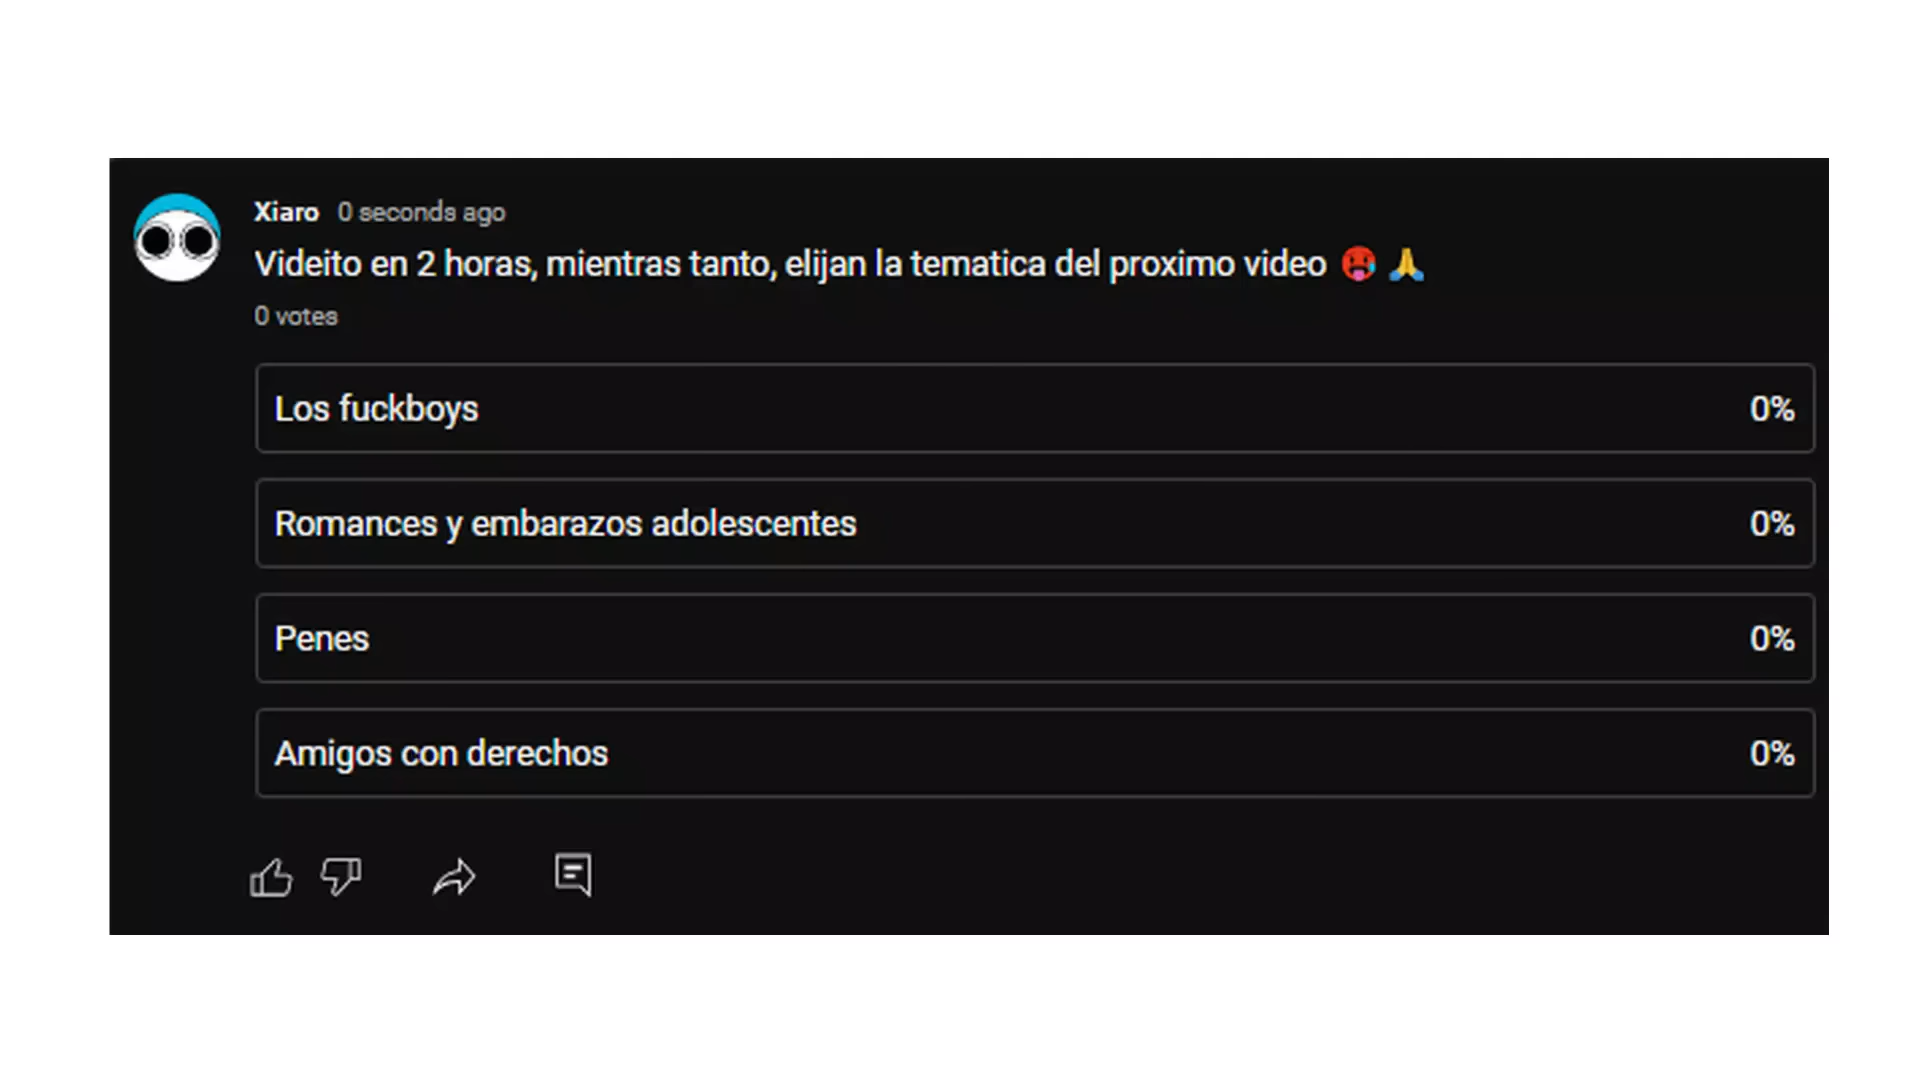 Xiaro 0 seconds ago
Videito en 2 horas, mientras tanto, elijan la tematica del proximo video 🥵 🙏
0 votes
Los fuckboys 0%
Romances y embarazos adolescentes 0%
Penes 0%
Amigos con derechos 0%